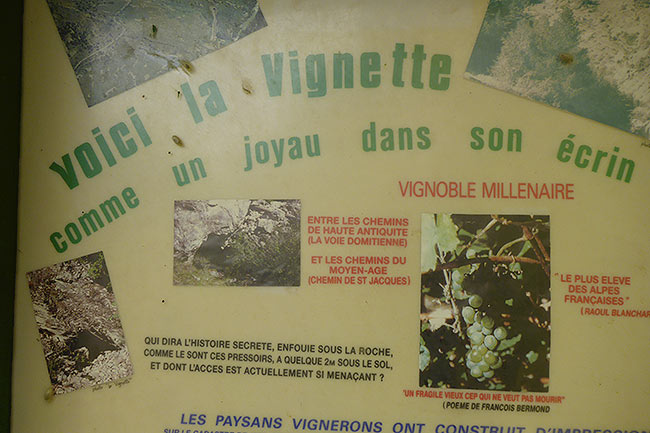 voici la Vignette
comme un joyau dans son écrin
VIGNOBLE MILLENAIRE
ENTRE LES CHEMINS
DE HAUTE ANTIQUITE
(LA VOIE DOMITIENNE)
ET LES CHEMINS DU
MOYEN-AGE
(CHEMIN DE ST JACQUES)
"LE PLUS ELEVE
DES ALPES
FRANÇAISES"
(RAOUL BLANCHAR
QUI DIRA L'HISTOIRE SECRETE, ENFOUIE SOUS LA ROCHE,
COMME LE SONT CES PRESSOIRS, A QUELQUE 2M SOUS LE SOL,
ET DONT L'ACCES EST ACTUELLEMENT SI MENAÇANT ?
"UN FRAGILE VIEUX CEP QUI NE VEUT PAS MOURIR"
(POEME DE FRANCOIS BERMOND
LES PAYSANS VIGNERONS ONT CONSTRUIT D'IMPRESSION